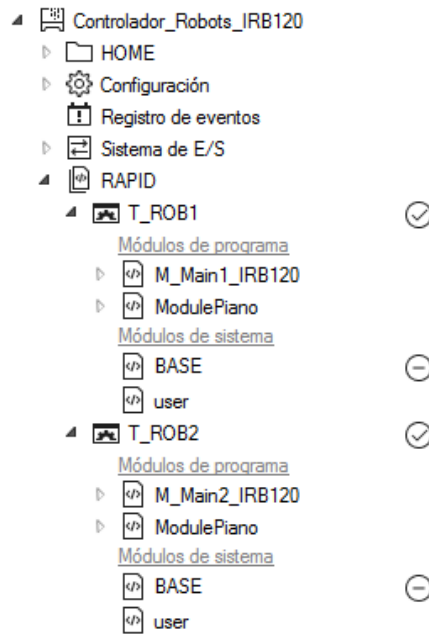 Controlador_Robots_IRB120
HOME
Configuración
Registro de eventos
Sistema de E/S
RAPID
T_ROB1
Módulos de programa
M_Main1_IRB120
ModulePiano
Módulos de sistema
BASE
user
T_ROB2
Módulos de programa
M_Main2_IRB120
ModulePiano
Módulos de sistema
BASE
user